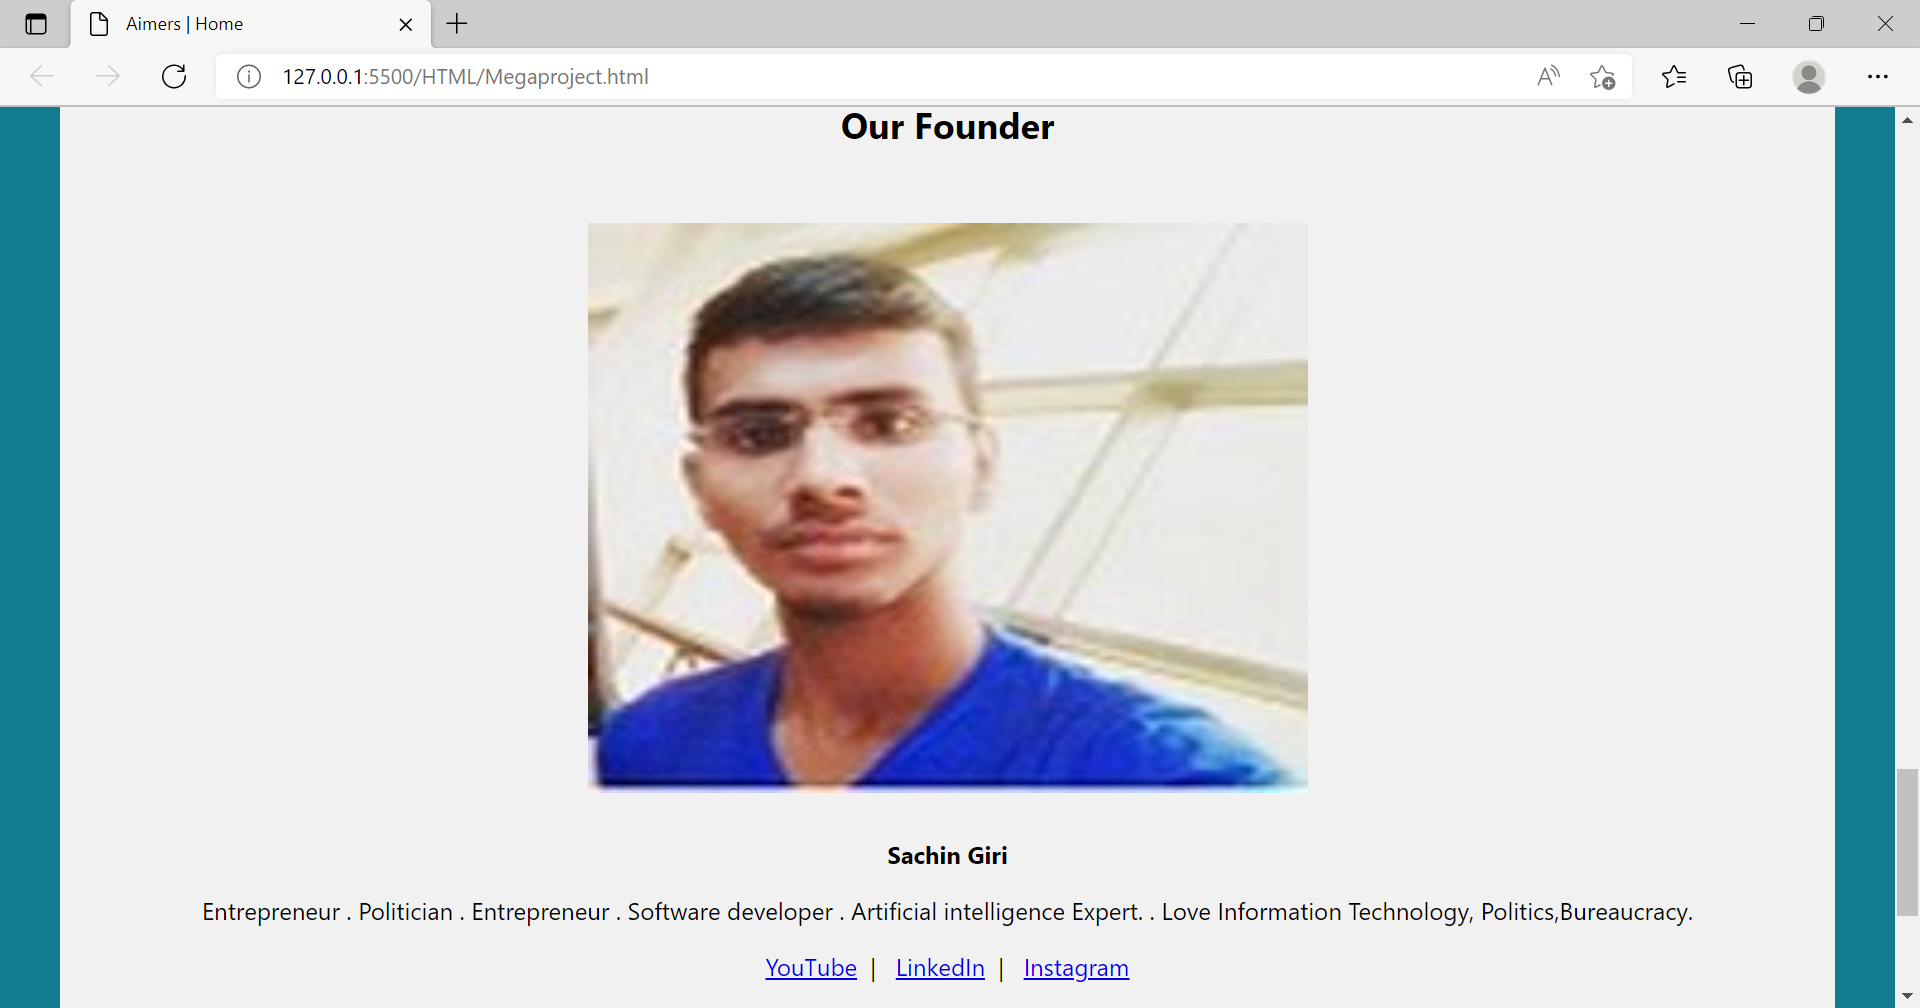 Aimers | Home
127.0.0.1:5500/HTML/Megaproject.html
Our Founder
Sachin Giri
Entrepreneur . Politician . Entrepreneur . Software developer . Artificial intelligence Expert. . Love Information Technology, Politics,Bureaucracy.
YouTube | LinkedIn | Instagram